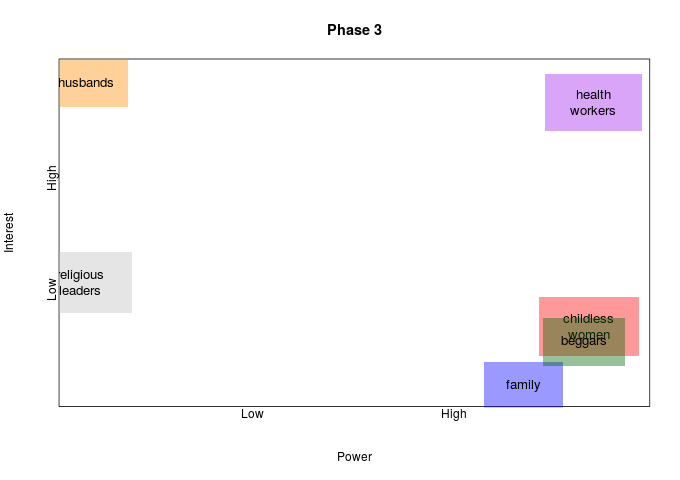 Phase 3
husbands
health
workers
High
Interest
religious
leaders
Low
childless
women
beggars
family
Low
High
Power